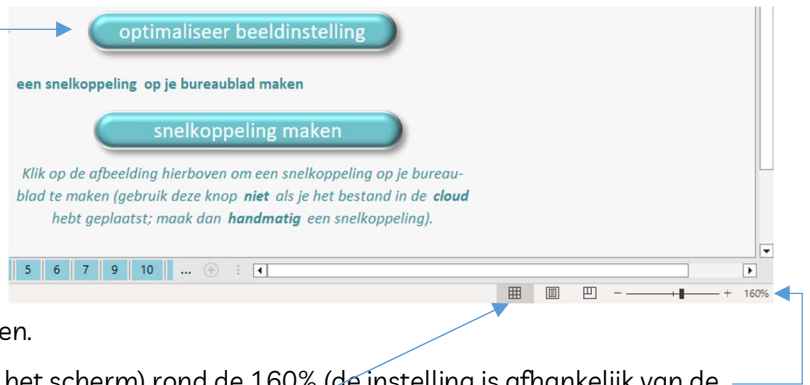 optimaliseer beeldinstelling
een snelkoppeling op je bureaublad maken
snelkoppeling maken
Klik op de afbeelding hierboven om een snelkoppeling op je bureau-
blad te maken (gebruik deze knop niet als je het bestand in de cloud
hebt geplaatst; maak dan handmatig een snelkoppeling).
5 6 7 9 10 ...
160%
en.
het scherm) rond de 160% (de instelling is afhankelijk van de